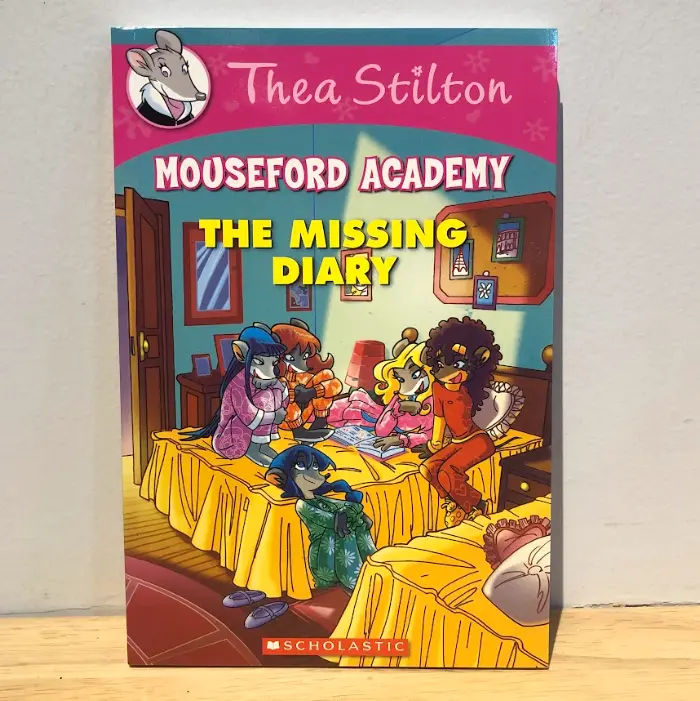 Thea Stilton
MOUSEFORD ACADEMY
THE MISSING
DIARY
SCHOLASTIC